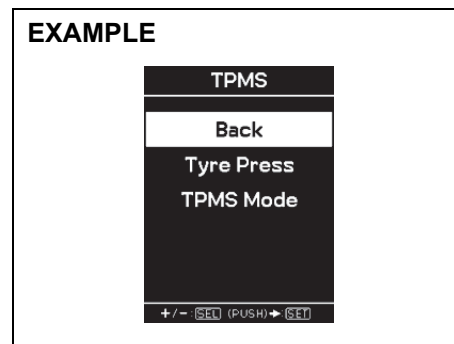 EXAMPLE
TPMS
Back
Tyre Press
TPMS Mode
+/-:SEL (PUSH)➔:SET